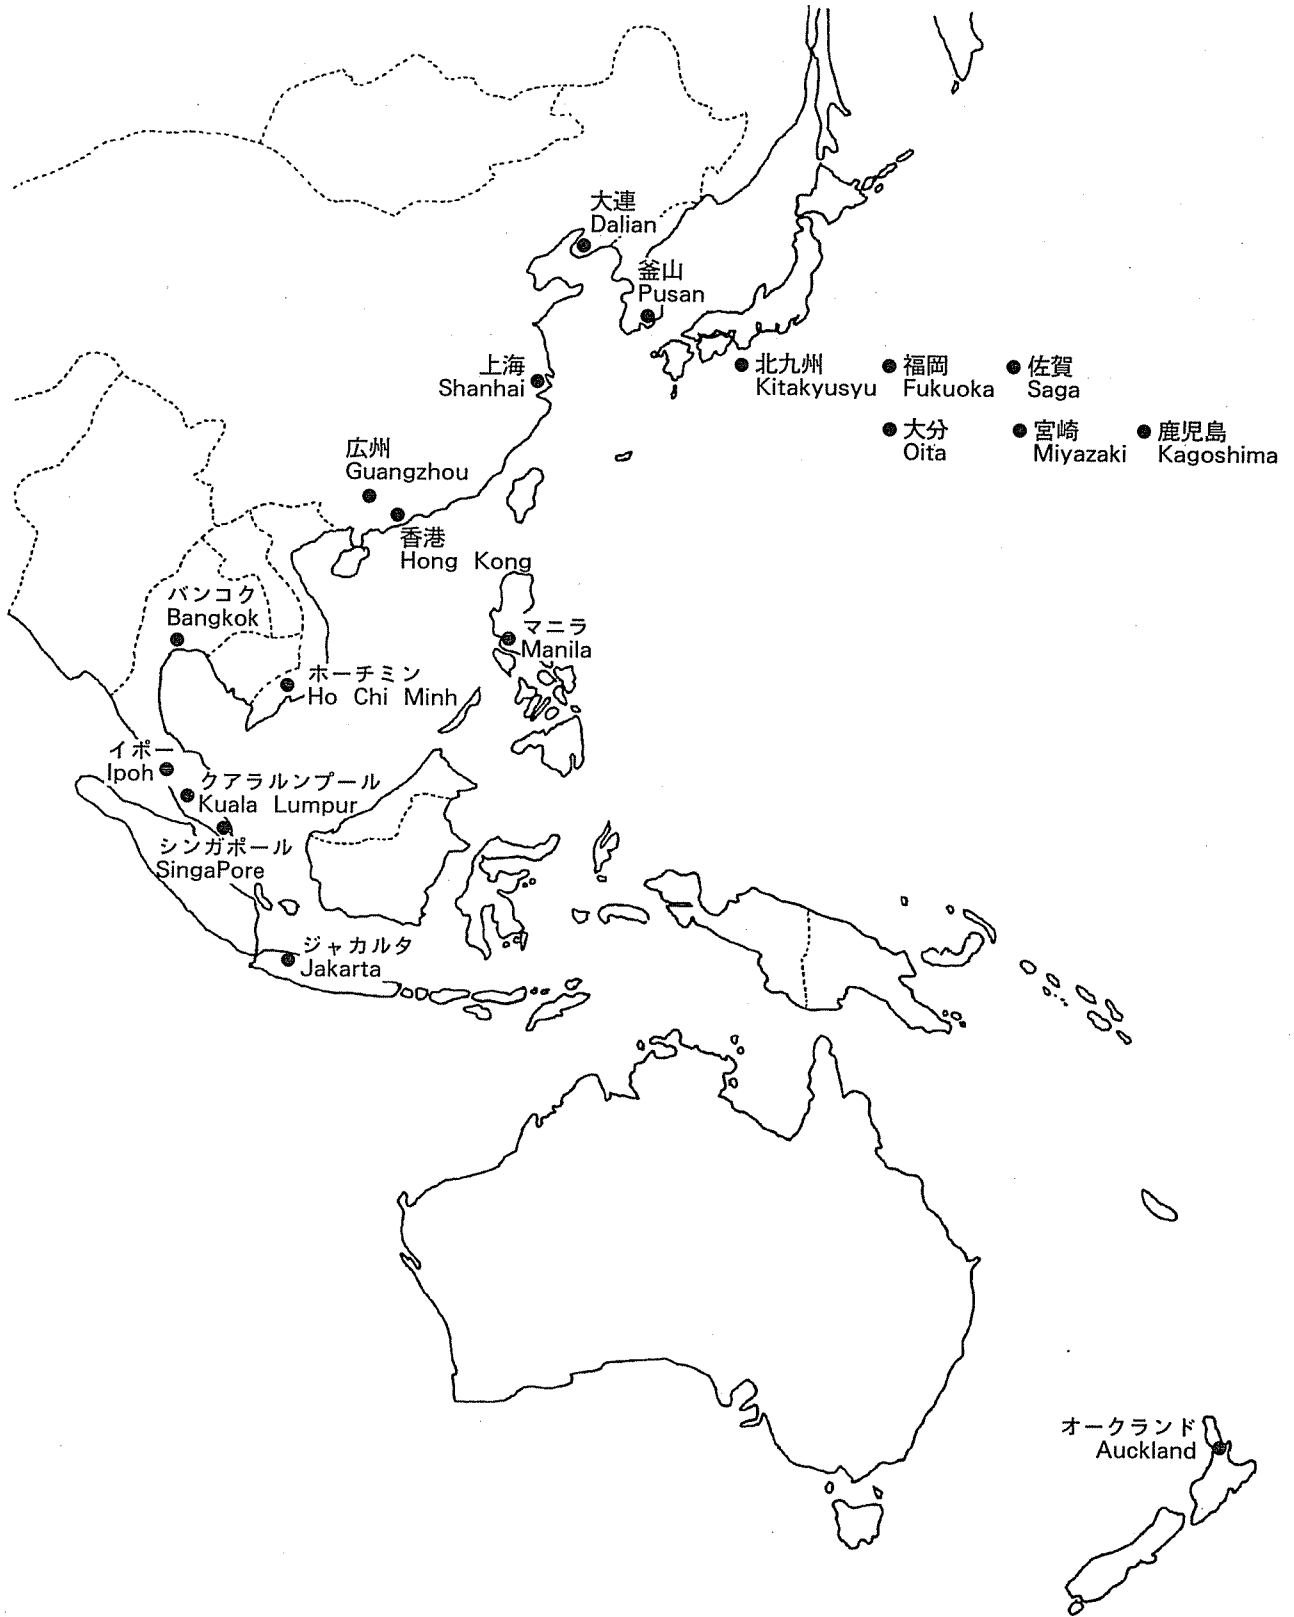 大連
Dalian
釜山
Pusan
上海
Shanhai
北九州
Kitakyusyu
福岡
Fukuoka
佐賀
Saga
大分
Oita
宮崎
Miyazaki
鹿児島
Kagoshima
広州
Guangzhou
香港
Hong Kong
バンコク
Bangkok
マニラ
Manila
ホーチミン
Ho Chi Minh
イポー
Ipoh
クアラルンプール
Kuala Lumpur
シンガポール
SingaPore
ジャカルタ
Jakarta
オークランド
Auckland